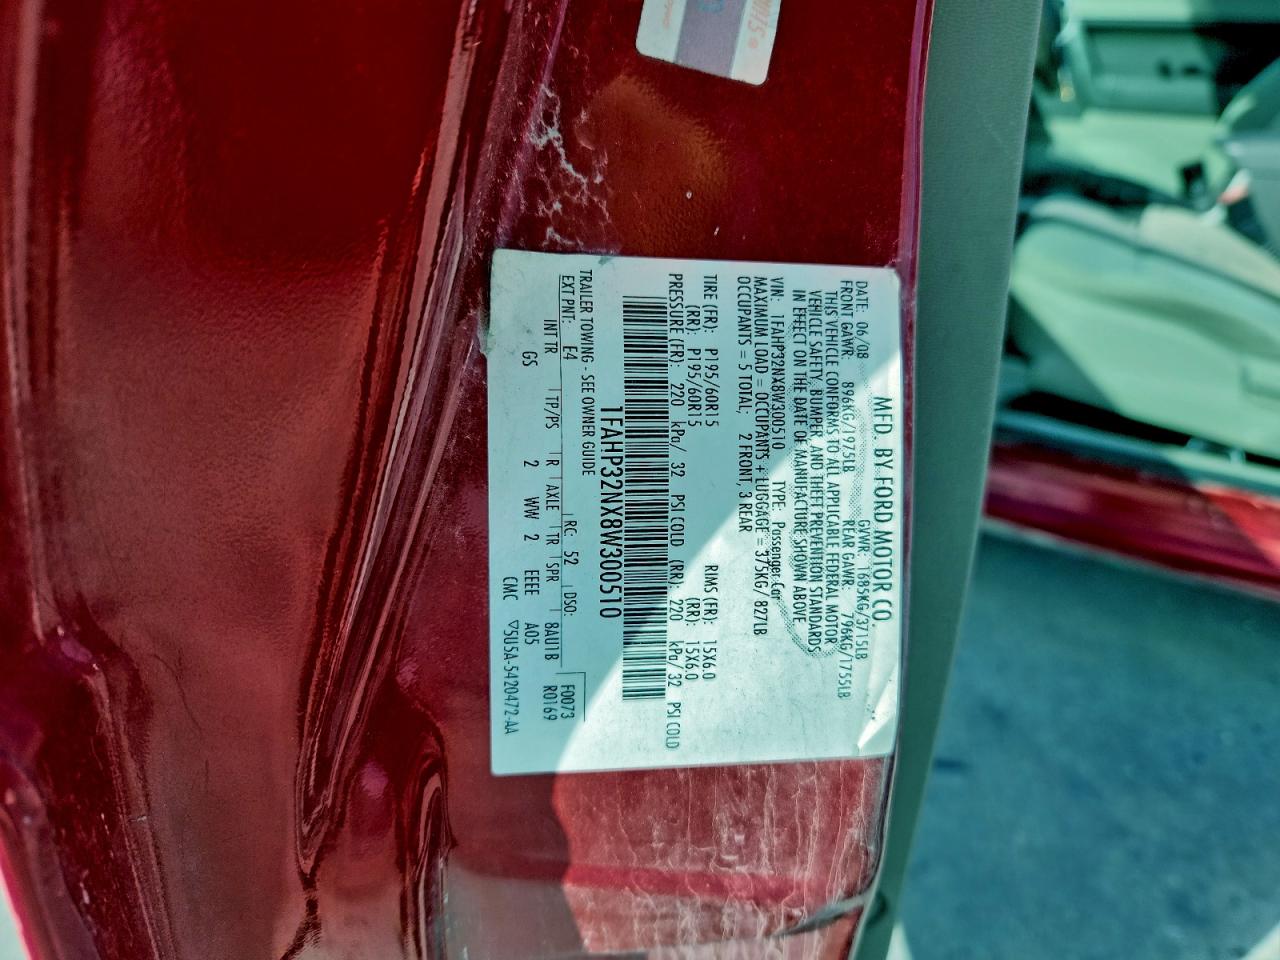 MFD. BY FORD MOTOR CO.
DATE: 06/08 GVWR: 1685KG/3715LB
FRONT GAWR: 896KG/1975LB REAR GAWR: 796KG/1755LB
THIS VEHICLE CONFORMS TO ALL APPLICABLE FEDERAL MOTOR
VEHICLE SAFETY, BUMPER, AND THEFT PREVENTION STANDARDS
IN EFFECT ON THE DATE OF MANUFACTURE SHOWN ABOVE.
VIN: 1FAHP32NX8W300510 TYPE: Passenger Car
MAXIMUM LOAD = OCCUPANTS + LUGGAGE = 375KG/827LB
OCCUPANTS = 5 TOTAL; 2 FRONT, 3 REAR
TIRE (FR): P195/60R15 RIMS (FR): 15X6.0
(RR): P195/60R15 (RR): 15X6.0
PRESSURE (FR): 220 kPa/ 32 PSI COLD (RR): 220 kPa/32 PSI COLD
1FAHP32NX8W300510
TRAILER TOWING - SEE OWNER GUIDE
EXT PNT: E4 RC: 52 DSO: F0073
INT TR TP/PS R AXLE TR SPR 8AU1B R0169
GS 2 WW 2 EEE A05
CMC ▽5U5A-5420472-AA